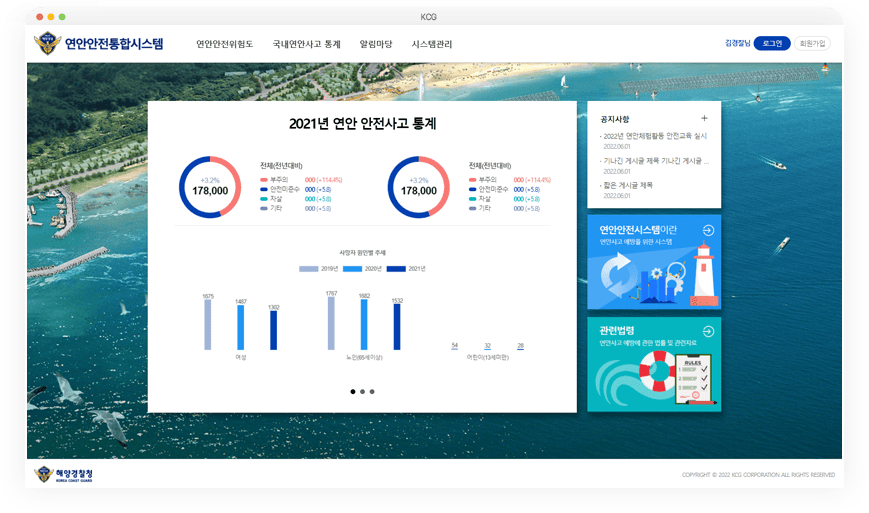 KCG
연안안전통합시스템
연안안전위험도 국내연안사고 통계 알림마당 시스템관리
김경찰님 로그인 회원가입
2021년 연안 안전사고 통계
+3.2%
178,000
전체(전년대비)
부주의 000 (+114.4%)
안전미준수 000 (+5.8)
자살 000 (+5.8)
기타 000 (+5.8)
+3.2%
178,000
전체(전년대비)
부주의 000 (+114.4%)
안전미준수 000 (+5.8)
자살 000 (+5.8)
기타 000 (+5.8)
사망자 원인별 추세
2019년 2020년 2021년
1675 1487 1302
여성
1767 1682 1532
노인(65세이상)
54 32 28
어린이(13세미만)
공지사항 +
· 2022년 연안체험활동 안전교육 실시
2022.06.01
· 기나긴 게시글 제목 기나긴 게시글 ...
2022.06.01
· 짧은 게시글 제목
2022.06.01
연안안전시스템이란
연안사고 예방을 위한 시스템
관련법령
연안사고 예방에 관한 법률 및 관련자료
RULES
해양경찰청
KOREA COAST GUARD
COPYRIGHT © 2022 KCG CORPORATION ALL RIGHTS RESERVED